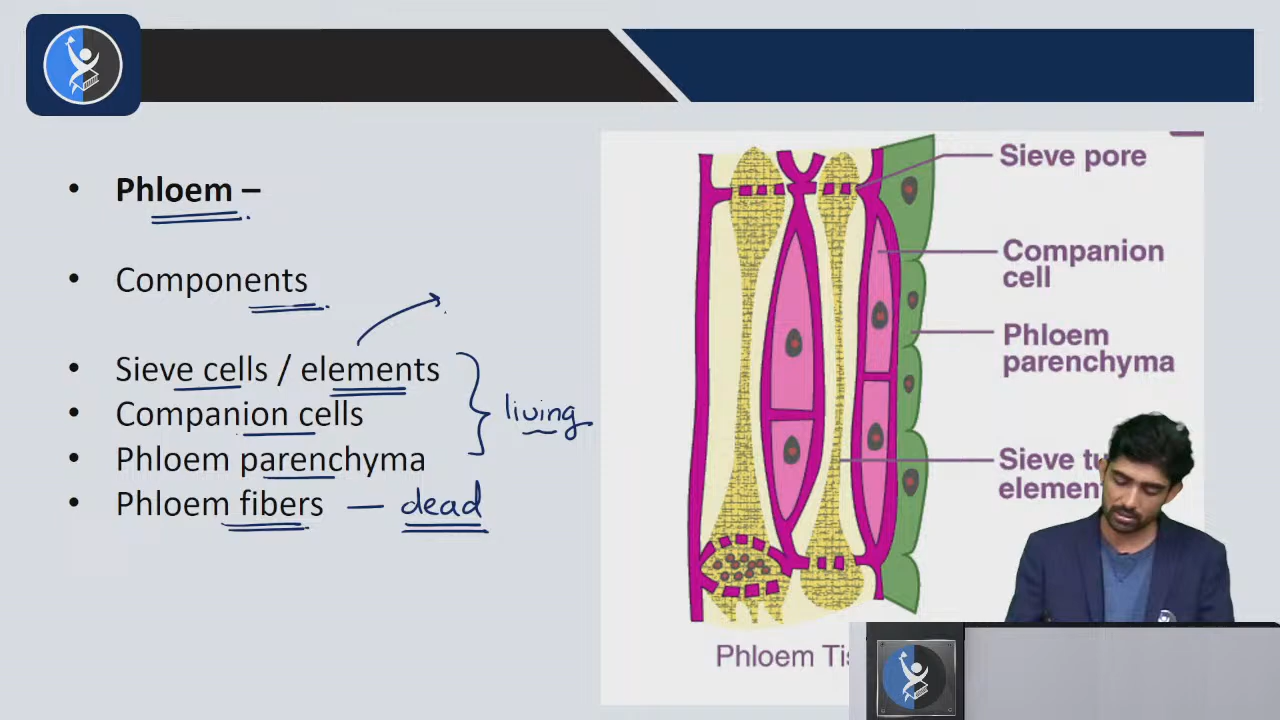 Phloem –
Components
Sieve cells / elements
Companion cells
Phloem parenchyma
Phloem fibers — dead
living
Sieve pore
Companion
cell
Phloem
parenchyma
Sieve
Phloem